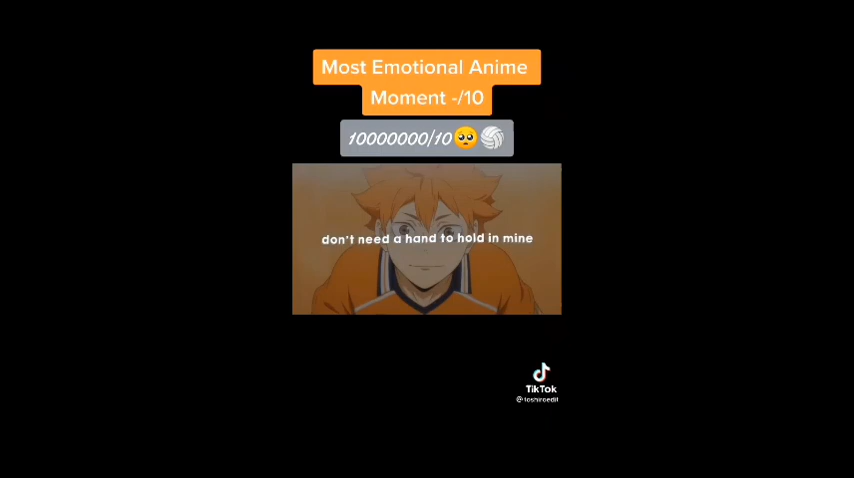 Most Emotional Anime
Moment -/10
10000000/10🥺🏐
don't need a hand to hold in mine
TikTok
@toshiroedit